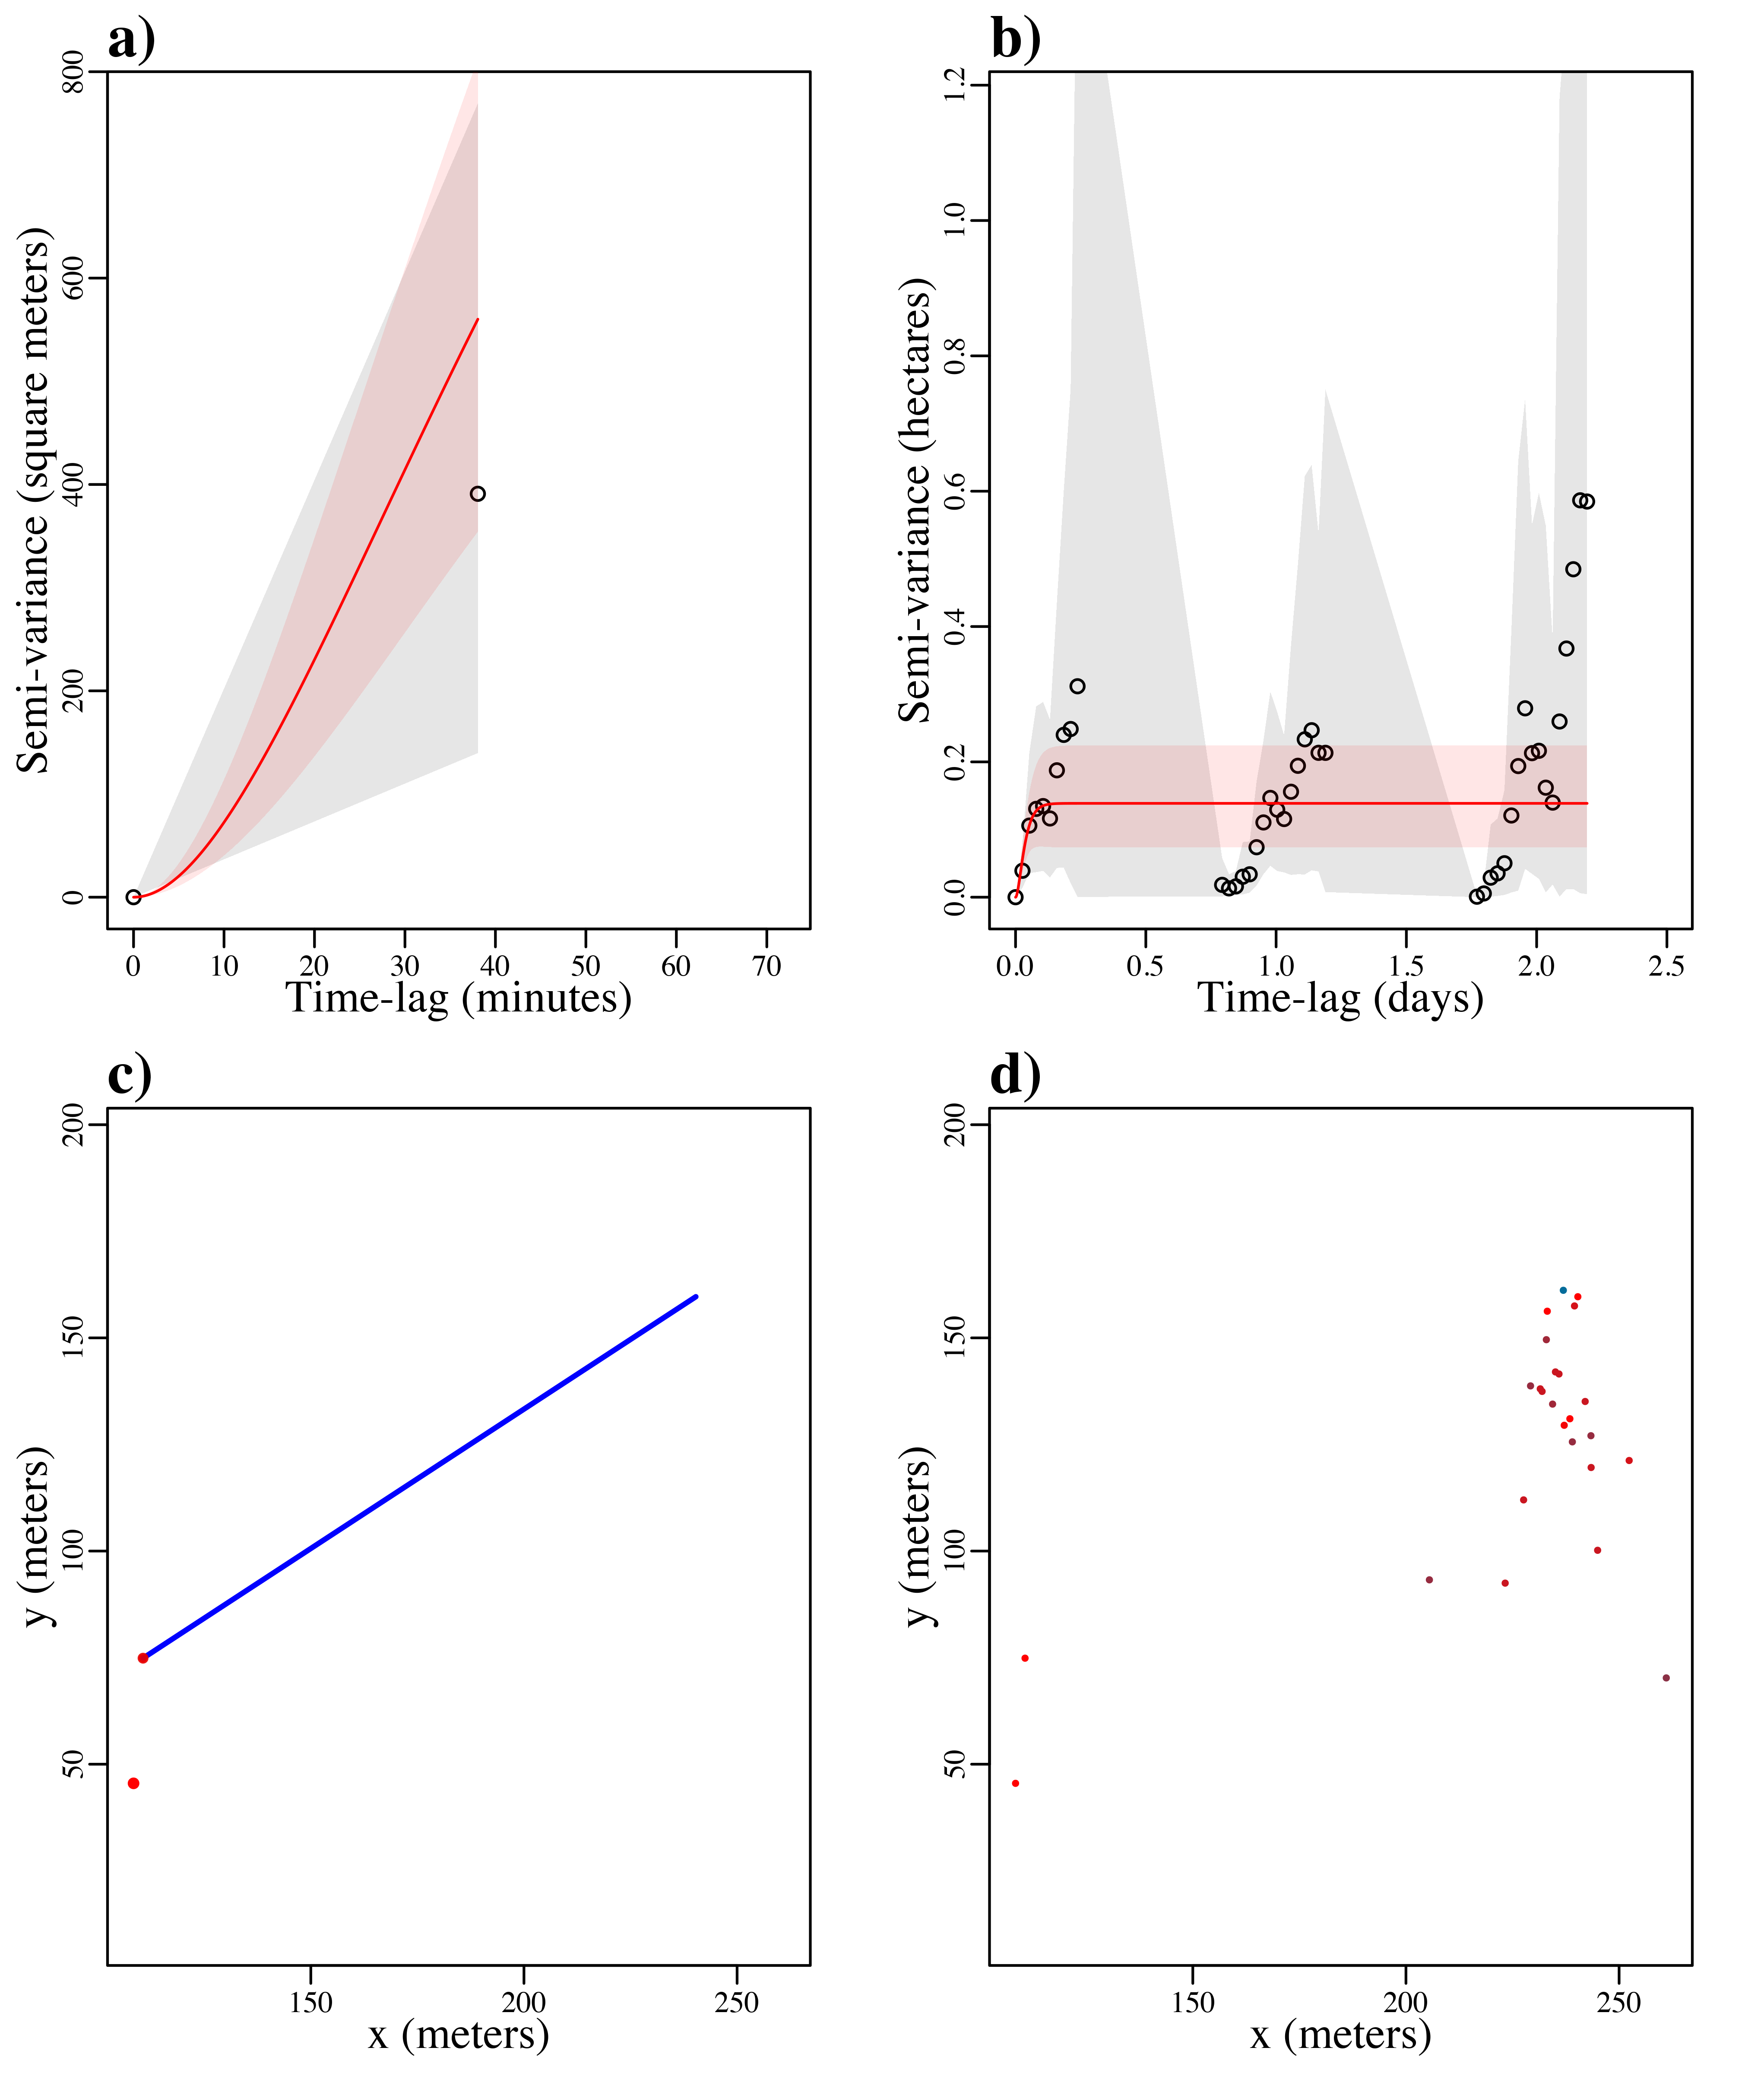 a)
Semi-variance (square meters)
800
600
400
200
0
0 10 20 30 40 50 60 70
Time-lag (minutes)
b)
Semi-variance (hectares)
1.2
1.0
0.8
0.6
0.4
0.2
0.0
0.0 0.5 1.0 1.5 2.0 2.5
Time-lag (days)
c)
y (meters)
200
150
100
50
150 200 250
x (meters)
d)
y (meters)
200
150
100
50
150 200 250
x (meters)